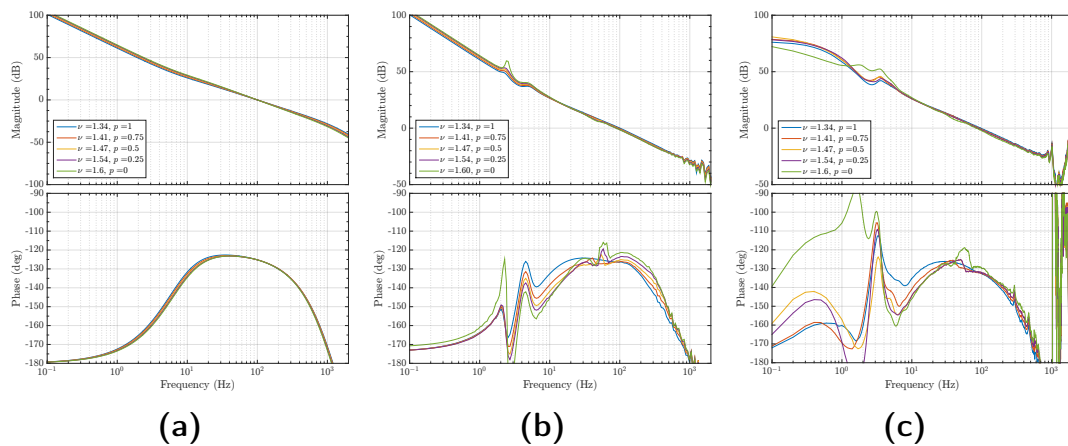 100
50
0
-50
-100
Magnitude (dB)
ν =1.34, p =1
ν =1.41, p =0.75
ν =1.47, p =0.5
ν =1.54, p =0.25
ν =1.6, p =0
-90
-100
-110
-120
-130
-140
-150
-160
-170
-180
Phase (deg)
10⁻¹ 10⁰ 10¹ 10² 10³
Frequency (Hz)
(a)
100
50
0
50
Magnitude (dB)
ν =1.34, p =1
ν =1.41, p =0.75
ν =1.47, p =0.5
ν =1.54, p =0.25
ν =1.60, p =0
-90
-100
-110
-120
-130
-140
-150
-160
-170
-180
Phase (deg)
10⁻¹ 10⁰ 10¹ 10² 10³
Frequency (Hz)
(b)
100
50
0
50
Magnitude (dB)
ν =1.34, p =1
ν =1.41, p =0.75
ν =1.47, p =0.5
ν =1.54, p =0.25
ν =1.6, p =0
-90
-100
-110
-120
-130
-140
-150
-160
-170
-180
Phase (deg)
10⁻¹ 10⁰ 10¹ 10² 10³
Frequency (Hz)
(c)